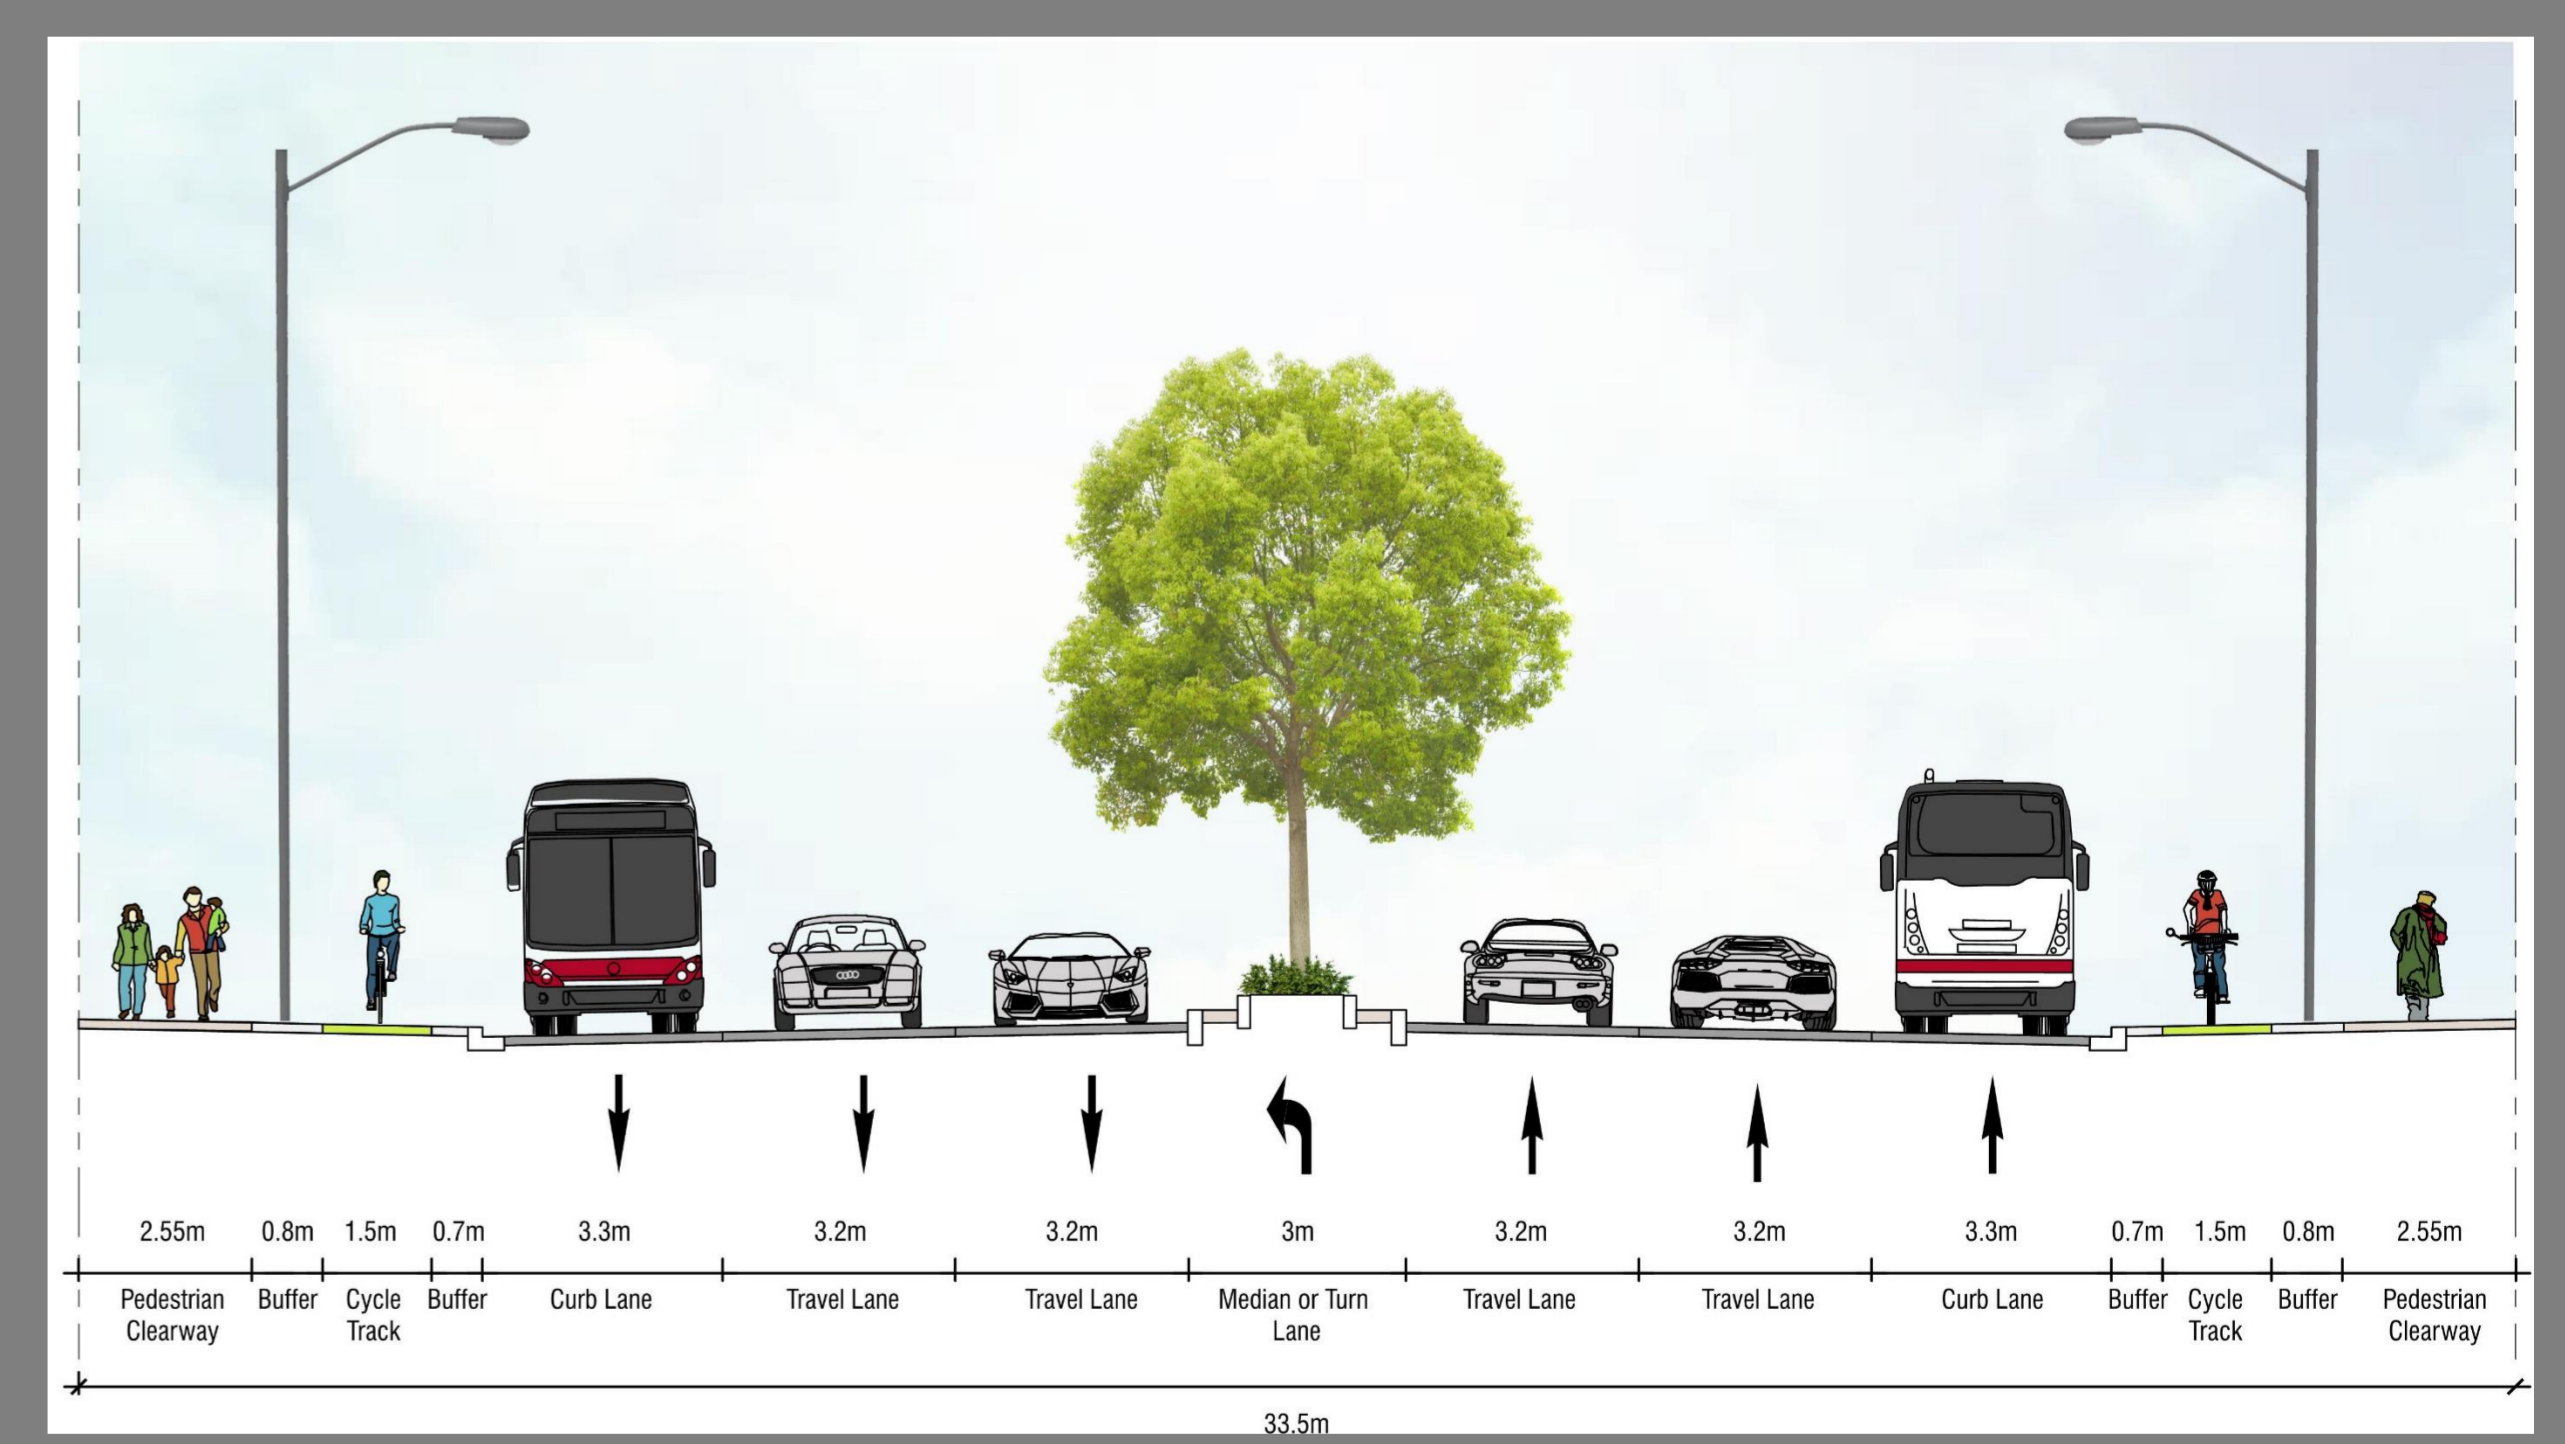 2.55m 0.8m 1.5m 0.7m 3.3m 3.2m 3.2m 3m 3.2m 3.2m 3.3m 0.7m 1.5m 0.8m 2.55m
Pedestrian Buffer Cycle Buffer Curb Lane Travel Lane Travel Lane Median or Turn Travel Lane Travel Lane Curb Lane Buffer Cycle Buffer Pedestrian
Clearway Track Lane Track Clearway
33.5m